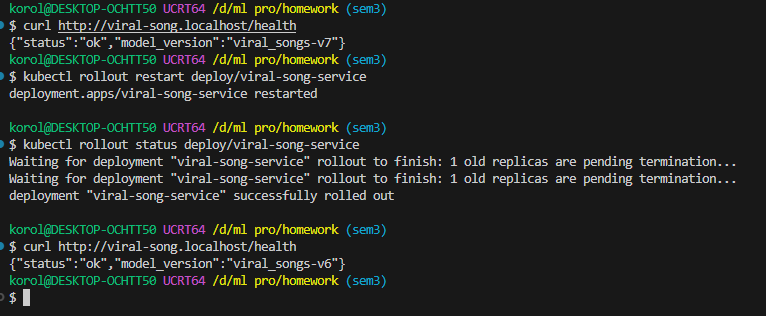 korol@DESKTOP-OCHTT50 UCRT64 /d/ml pro/homework (sem3)
$ curl http://viral-song.localhost/health
{"status":"ok","model_version":"viral_songs-v7"}
korol@DESKTOP-OCHTT50 UCRT64 /d/ml pro/homework (sem3)
$ kubectl rollout restart deploy/viral-song-service
deployment.apps/viral-song-service restarted
korol@DESKTOP-OCHTT50 UCRT64 /d/ml pro/homework (sem3)
$ kubectl rollout status deploy/viral-song-service
Waiting for deployment "viral-song-service" rollout to finish: 1 old replicas are pending termination...
Waiting for deployment "viral-song-service" rollout to finish: 1 old replicas are pending termination...
deployment "viral-song-service" successfully rolled out
korol@DESKTOP-OCHTT50 UCRT64 /d/ml pro/homework (sem3)
$ curl http://viral-song.localhost/health
{"status":"ok","model_version":"viral_songs-v6"}
korol@DESKTOP-OCHTT50 UCRT64 /d/ml pro/homework (sem3)
$